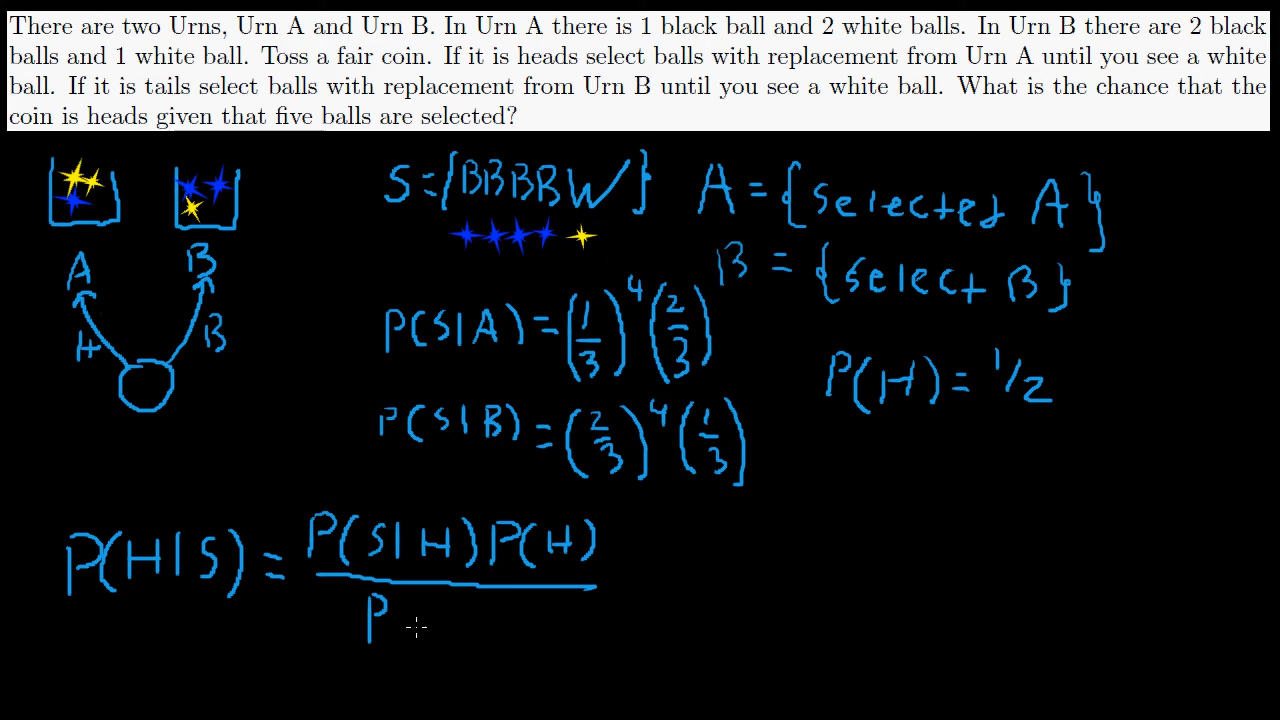 There are two Urns, Urn A and Urn B. In Urn A there is 1 black ball and 2 white balls. In Urn B there are 2 black
balls and 1 white ball. Toss a fair coin. If it is heads select balls with replacement from Urn A until you see a white
ball. If it is tails select balls with replacement from Urn B until you see a white ball. What is the chance that the
coin is heads given that five balls are selected?
S = {BBBBW}
A = {selected A}
B = {select B}
A B
H B
P(S|A) = (1/3)^4 (2/3)
P(H) = 1/2
P(S|B) = (2/3)^4 (1/3)
P(H|S) = P(S|H)P(H)
P